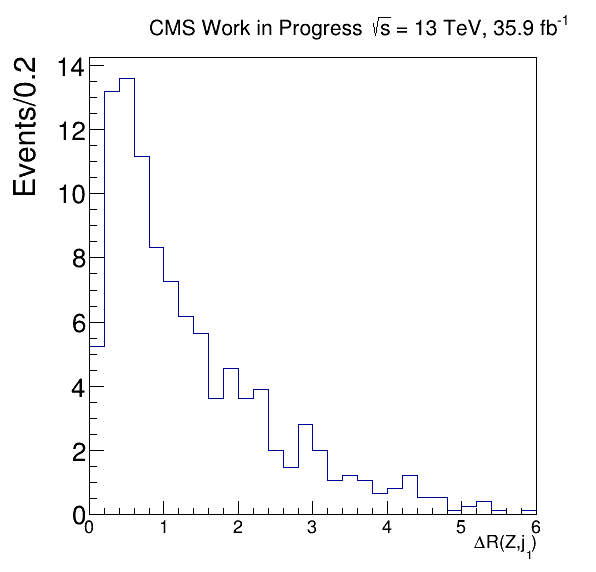 CMS Work in Progress √s = 13 TeV, 35.9 fb⁻¹
Events/0.2
14
12
10
8
6
4
2
0
0 1 2 3 4 5 6
ΔR(Z,j₁)